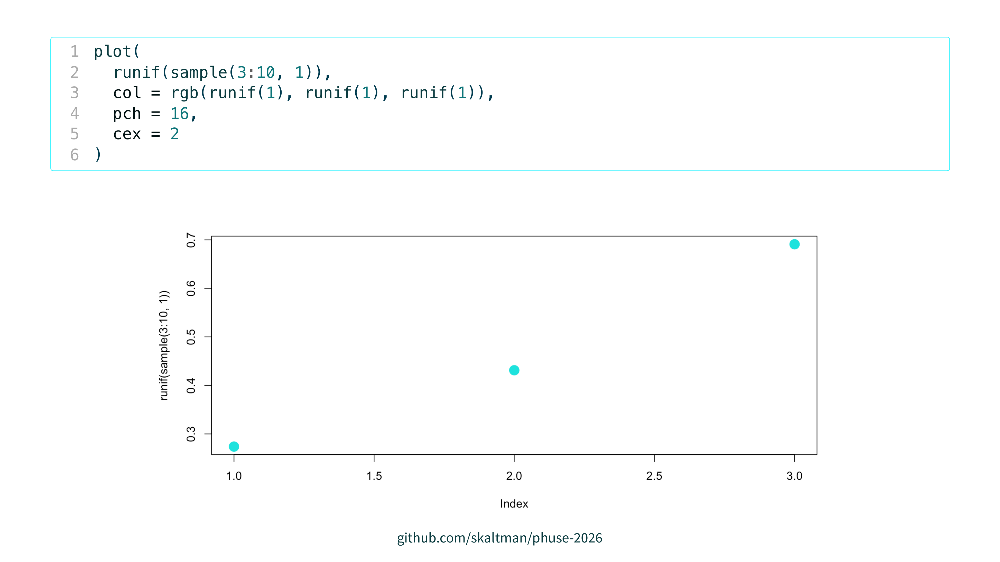 1 plot(
2   runif(sample(3:10, 1)),
3   col = rgb(runif(1), runif(1), runif(1)),
4   pch = 16,
5   cex = 2
6 )
0.7
0.6
0.5
0.4
0.3
runif(sample(3:10, 1))
1.0 1.5 2.0 2.5 3.0
Index
github.com/skaltman/phuse-2026